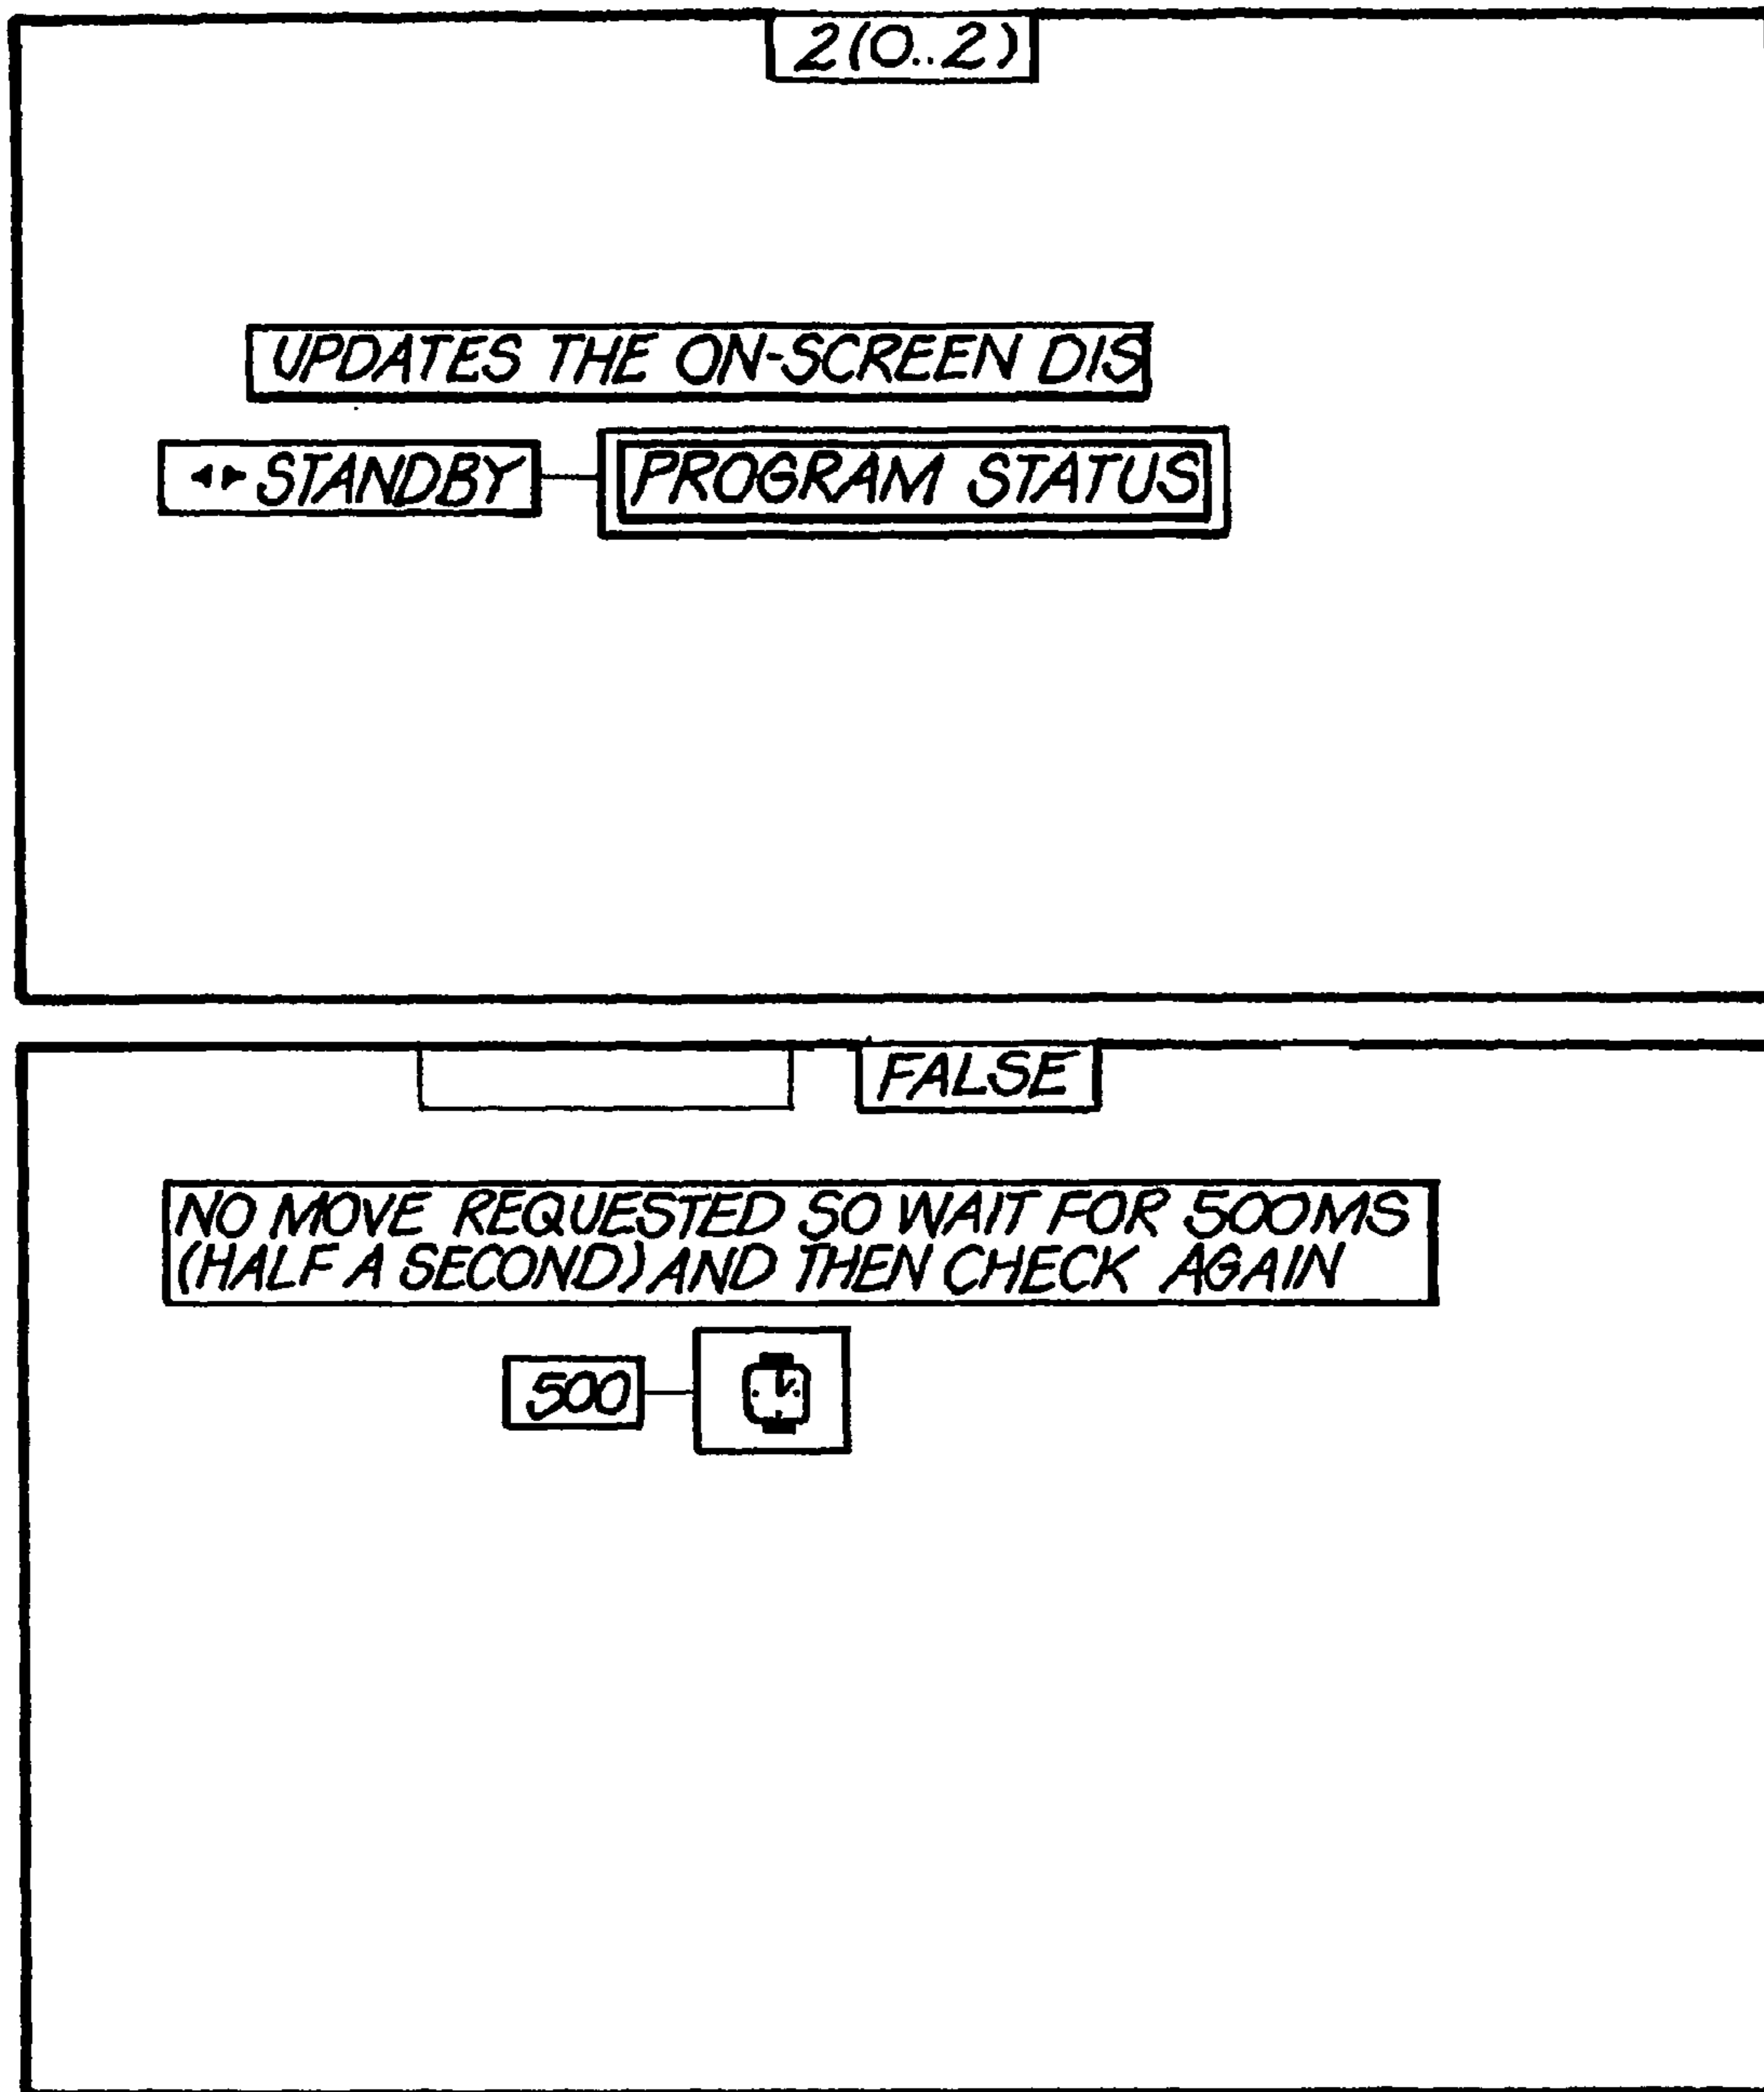 2(0..2)
UPDATES THE ON-SCREEN DIS
STANDBY
PROGRAM STATUS
FALSE
NO MOVE REQUESTED SO WAIT FOR 500MS
(HALF A SECOND) AND THEN CHECK AGAIN
500